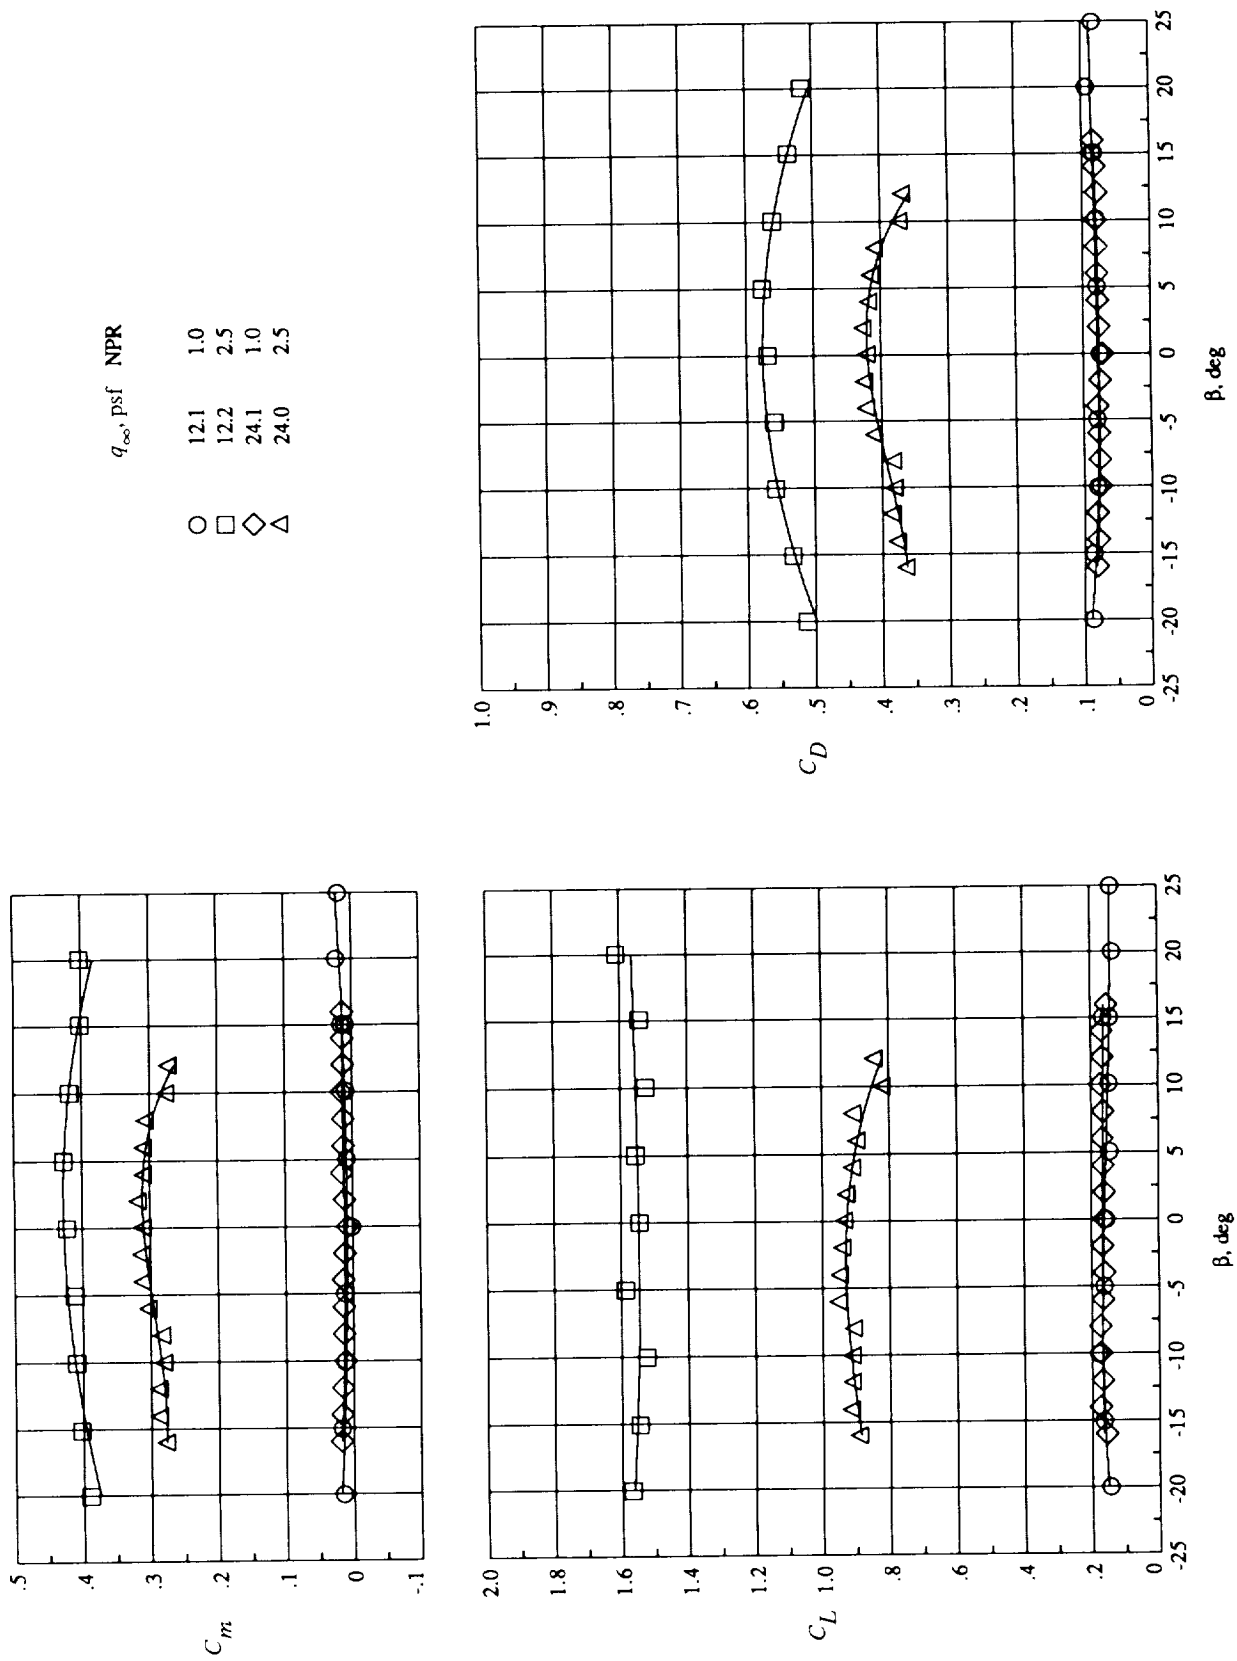 q∞, psf NPR
○ 12.1 1.0
□ 12.2 2.5
◇ 24.1 1.0
△ 24.0 2.5
.5
.4
.3
.2
.1
0
-.1
Cm
2.0
1.8
1.6
1.4
1.2
1.0
.8
.6
.4
.2
0
CL
-25 -20 -15 -10 -5 0 5 10 15 20 25
β, deg
1.0
.9
.8
.7
.6
.5
.4
.3
.2
.1
0
CD
-25 -20 -15 -10 -5 0 5 10 15 20 25
β, deg